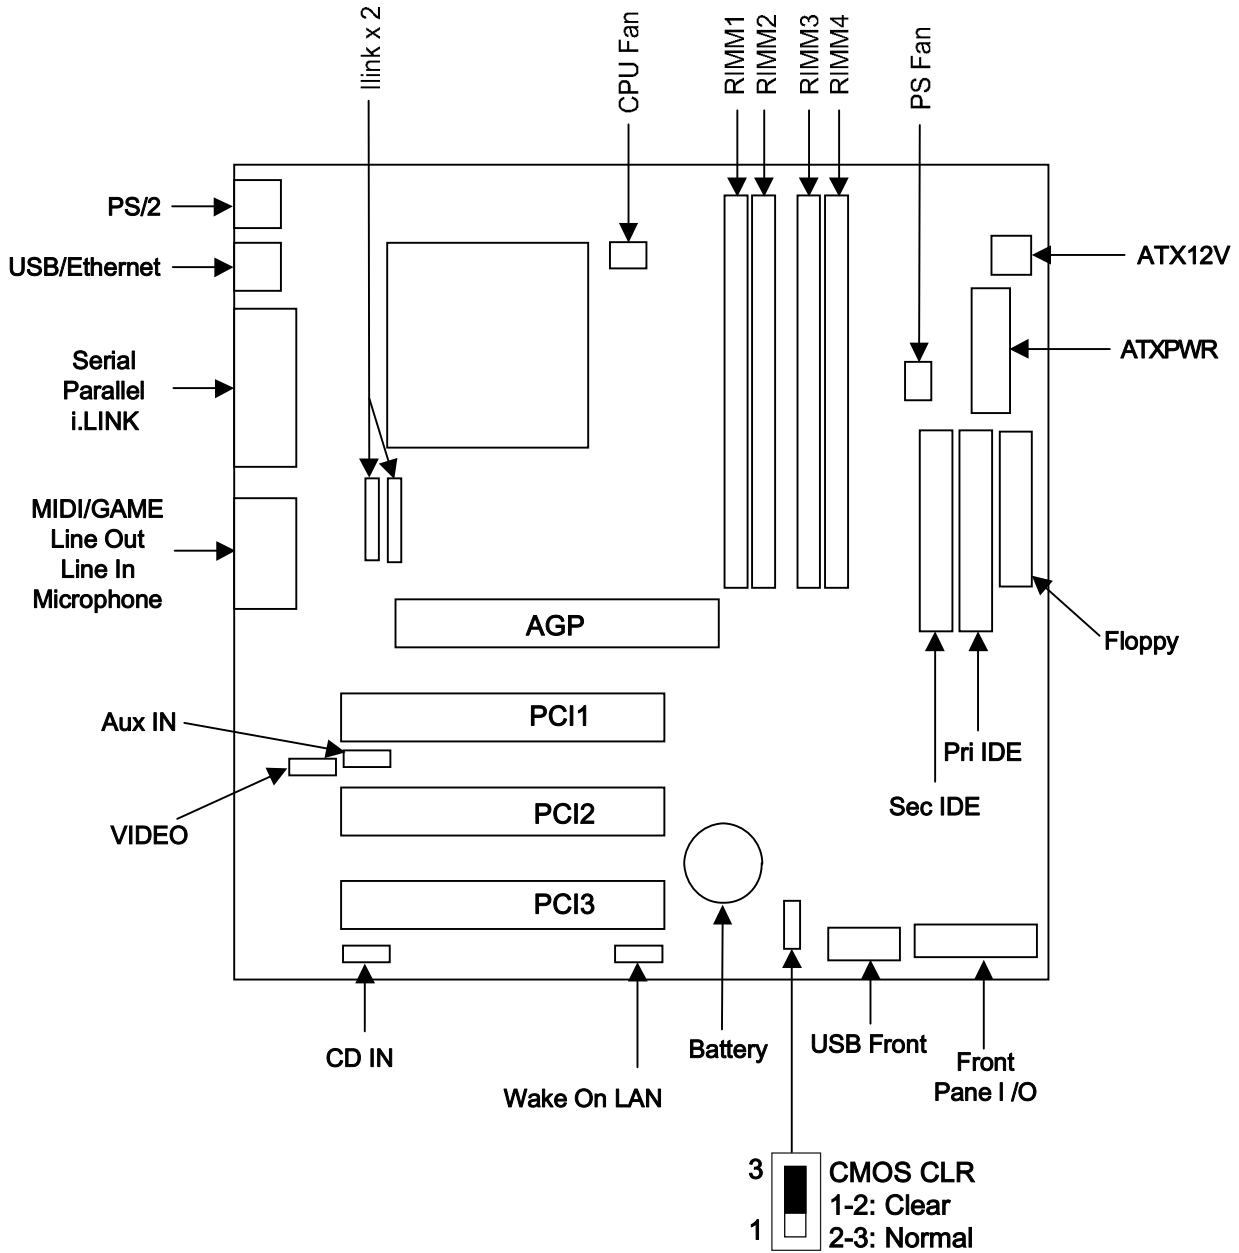 Ilink x 2
CPU Fan
RIMM1
RIMM2
RIMM3
RIMM4
PS Fan
PS/2
USB/Ethernet
ATX12V
Serial
Parallel
i.LINK
ATXPWR
MIDI/GAME
Line Out
Line In
Microphone
AGP
Floppy
Aux IN
PCI1
Pri IDE
Sec IDE
VIDEO
PCI2
PCI3
CD IN
Wake On LAN
Battery
USB Front
Front
Pane I /O
3
CMOS CLR
1-2: Clear
1
2-3: Normal